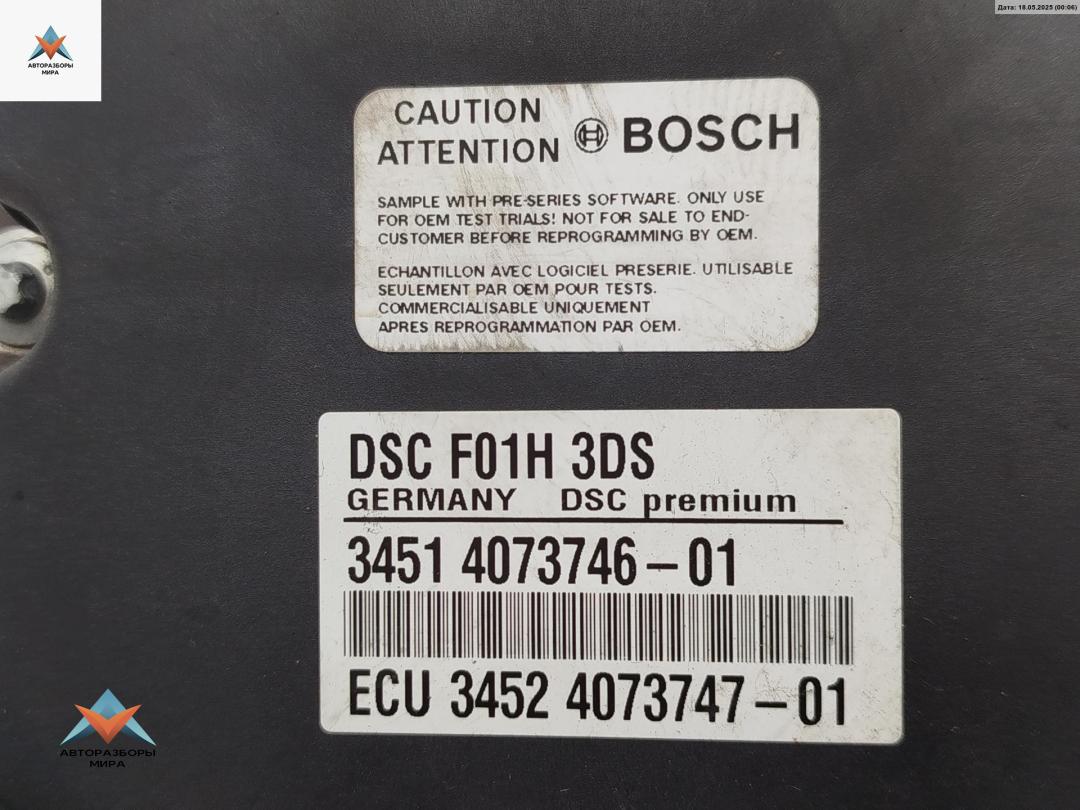 Дата: 18.05.2025 (00:06)
АВТОРАЗБОРЫ
МИРА
CAUTION
ATTENTION
BOSCH
SAMPLE WITH PRE-SERIES SOFTWARE. ONLY USE
FOR OEM TEST TRIALS! NOT FOR SALE TO END-
CUSTOMER BEFORE REPROGRAMMING BY OEM.
ECHANTILLON AVEC LOGICIEL PRESERIE. UTILISABLE
SEULEMENT PAR OEM POUR TESTS.
COMMERCIALISABLE UNIQUEMENT
APRES REPROGRAMMATION PAR OEM.
DSC F01H 3DS
GERMANY DSC premium
3451 4073746-01
ECU 3452 4073747-01
АВТОРАЗБОРЫ
МИРА